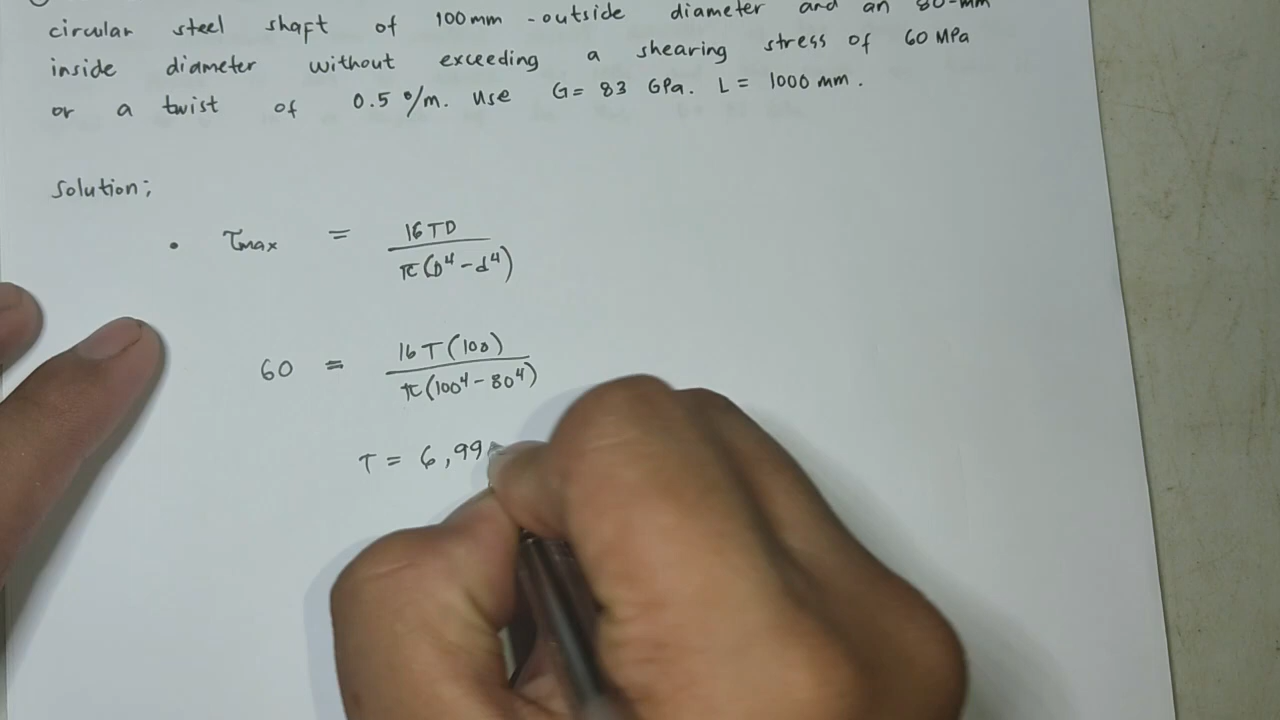 circular steel shaft of 100mm -outside diameter and an 80-mm
inside diameter without exceeding a shearing stress of 60 MPa
or a twist of 0.5 °/m. use G= 83 GPa. L= 1000 mm.
Solution;
• τmax = 16TD / π(D⁴-d⁴)
60 = 16T(100) / π(100⁴-80⁴)
T = 6,99